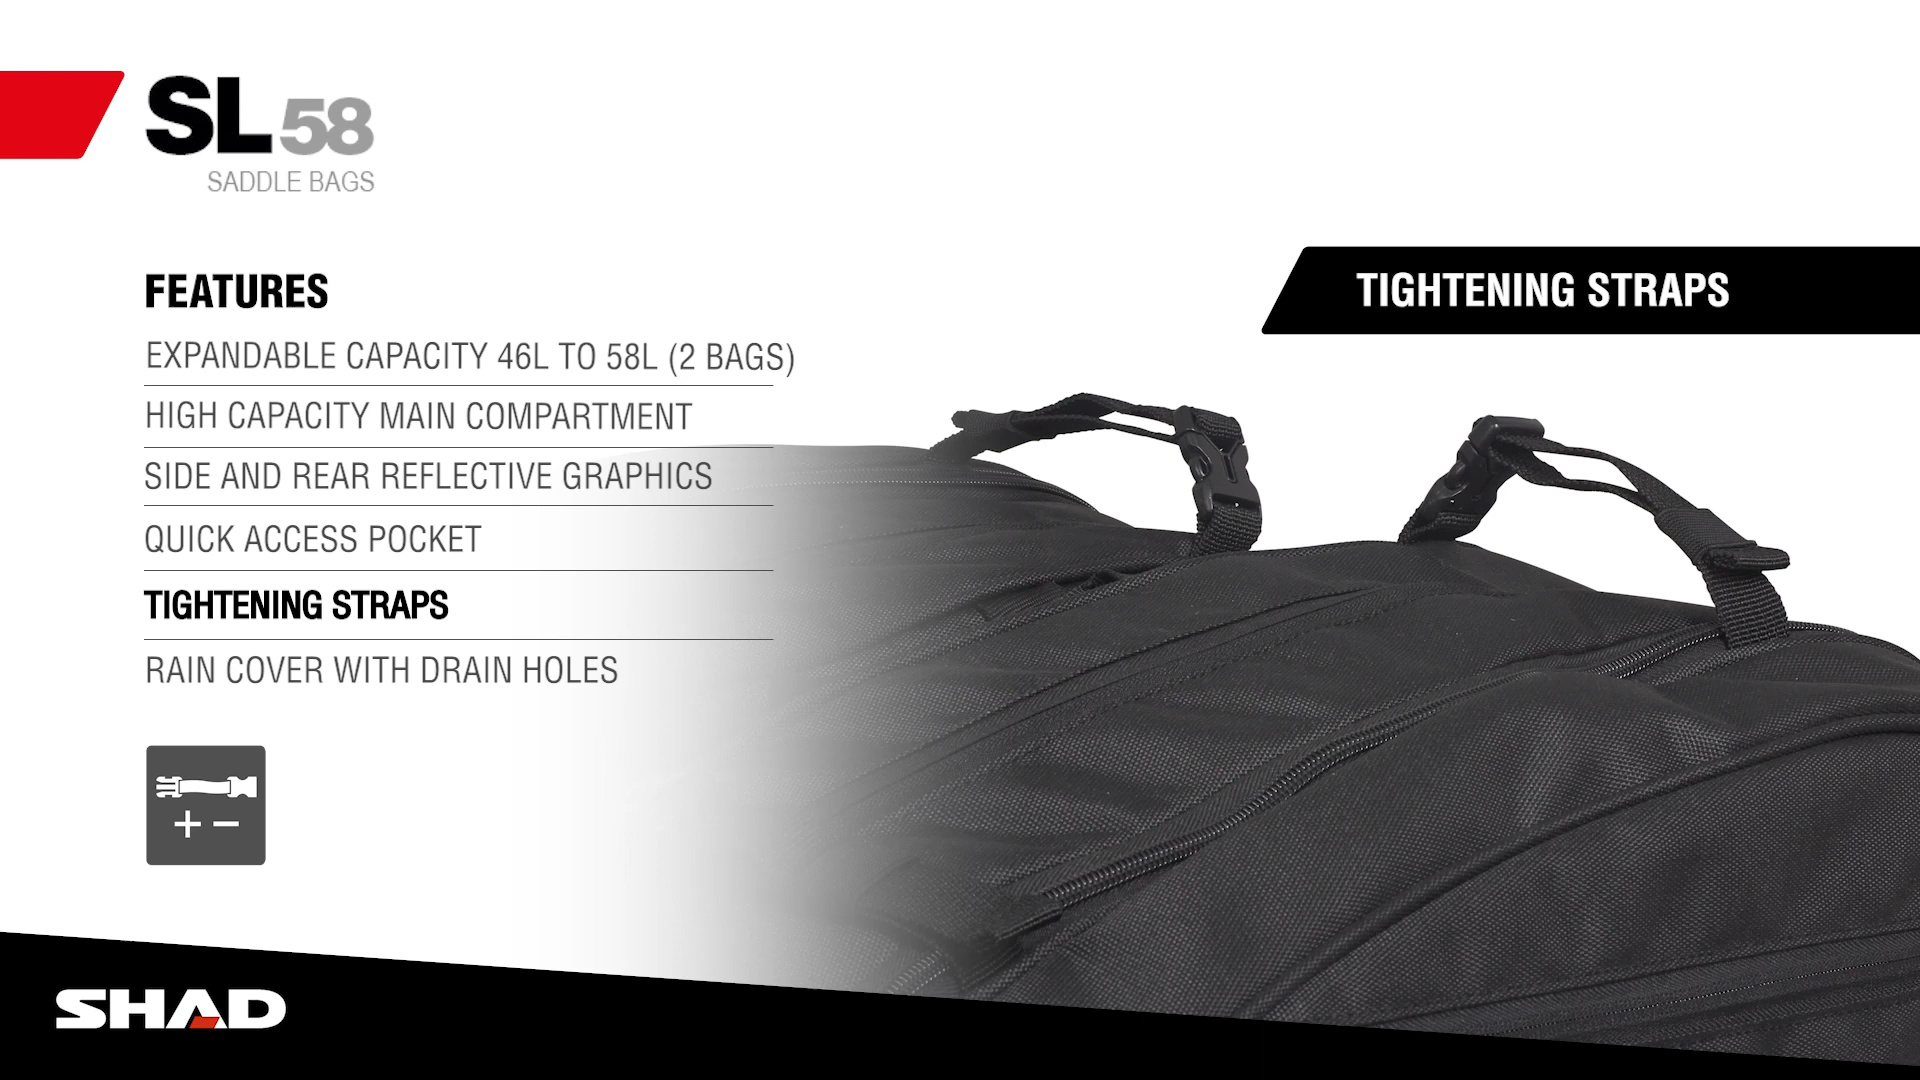 SL58
SADDLE BAGS
FEATURES
EXPANDABLE CAPACITY 46L TO 58L (2 BAGS)
HIGH CAPACITY MAIN COMPARTMENT
SIDE AND REAR REFLECTIVE GRAPHICS
QUICK ACCESS POCKET
TIGHTENING STRAPS
RAIN COVER WITH DRAIN HOLES
+ −
TIGHTENING STRAPS
SHAD